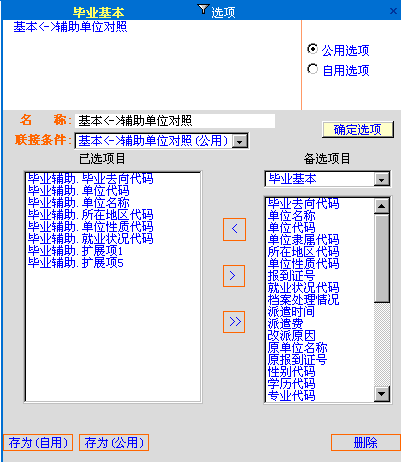 毕业基本 选项 ×
基本<->辅助单位对照
公用选项
自用选项
名 称: 基本<->辅助单位对照
确定选项
联接条件: 基本<->辅助单位对照(公用)
已选项目
备选项目
毕业基本
毕业辅助.毕业去向代码
毕业辅助.单位代码
毕业辅助.单位名称
毕业辅助.所在地区代码
毕业辅助.单位性质代码
毕业辅助.就业状况代码
毕业辅助.扩展项1
毕业辅助.扩展项5
<
>
>>
毕业去向代码
单位名称
单位代码
单位隶属代码
所在地区代码
单位性质代码
报到证号
就业状况代码
档案处理情况
派遣时间
派遣费
改派原因
原单位名称
原报到证号
性别代码
学历代码
专业代码
存为(自用) 存为(公用) 删除